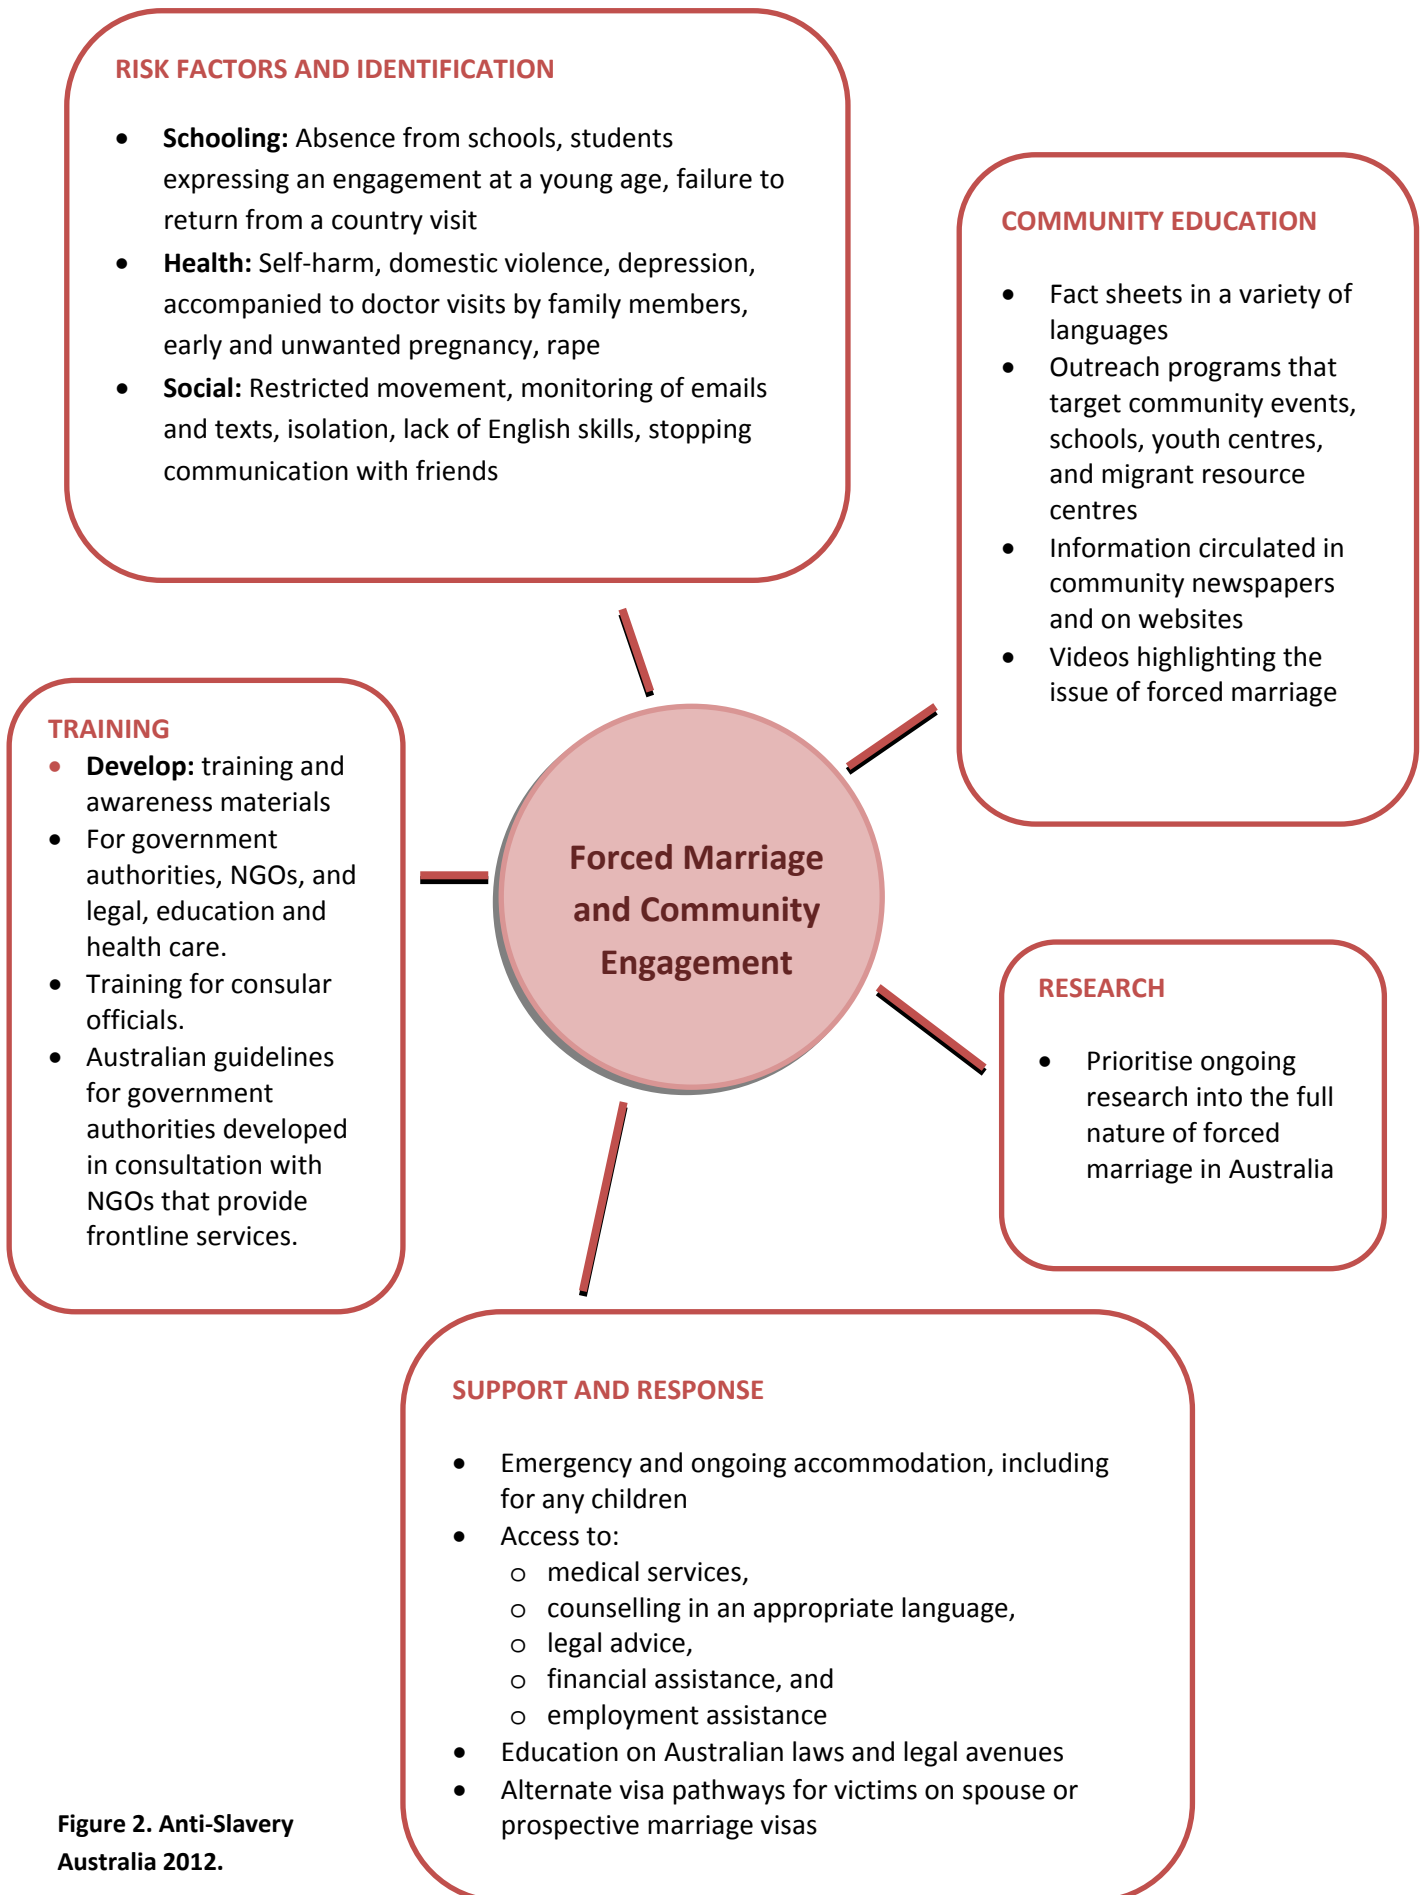 RISK FACTORS AND IDENTIFICATION
• Schooling: Absence from schools, students
expressing an engagement at a young age, failure to
return from a country visit
• Health: Self-harm, domestic violence, depression,
accompanied to doctor visits by family members,
early and unwanted pregnancy, rape
• Social: Restricted movement, monitoring of emails
and texts, isolation, lack of English skills, stopping
communication with friends
COMMUNITY EDUCATION
• Fact sheets in a variety of
languages
• Outreach programs that
target community events,
schools, youth centres,
and migrant resource
centres
• Information circulated in
community newspapers
and on websites
• Videos highlighting the
issue of forced marriage
TRAINING
• Develop: training and
awareness materials
• For government
authorities, NGOs, and
legal, education and
health care.
• Training for consular
officials.
• Australian guidelines
for government
authorities developed
in consultation with
NGOs that provide
frontline services.
Forced Marriage
and Community
Engagement
RESEARCH
• Prioritise ongoing
research into the full
nature of forced
marriage in Australia
SUPPORT AND RESPONSE
• Emergency and ongoing accommodation, including
for any children
• Access to:
o medical services,
o counselling in an appropriate language,
o legal advice,
o financial assistance, and
o employment assistance
• Education on Australian laws and legal avenues
• Alternate visa pathways for victims on spouse or
prospective marriage visas
Figure 2. Anti-Slavery
Australia 2012.